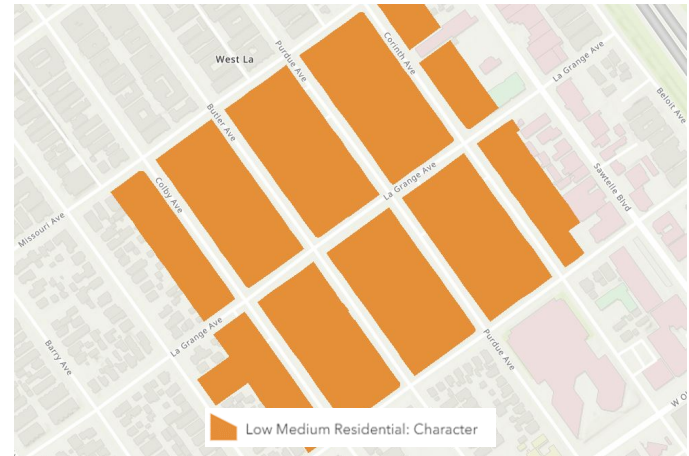 Corinth Ave
Purdue Ave
West La
La Grange Ave
Beloit Ave
Butler Ave
La Grange Ave
Sawtelle Blvd
Colby Ave
Missouri Ave
La Grange Ave
Purdue Ave
Barry Ave
W Ol
Low Medium Residential: Character